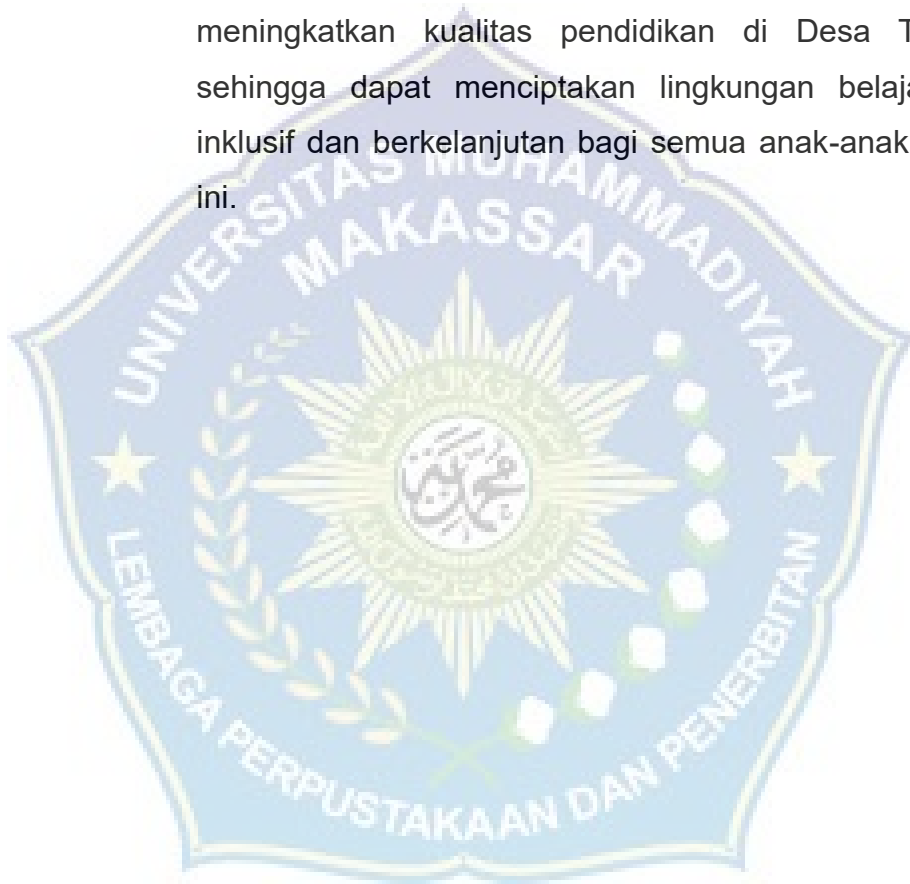 meningkatkan kualitas pendidikan di Desa T
sehingga dapat menciptakan lingkungan belaja
inklusif dan berkelanjutan bagi semua anak-anak
ini.
UNIVERSITAS MUHAMMADIYAH
MAKASSAR
LEMBAGA PERPUSTAKAAN DAN PENERBITAN